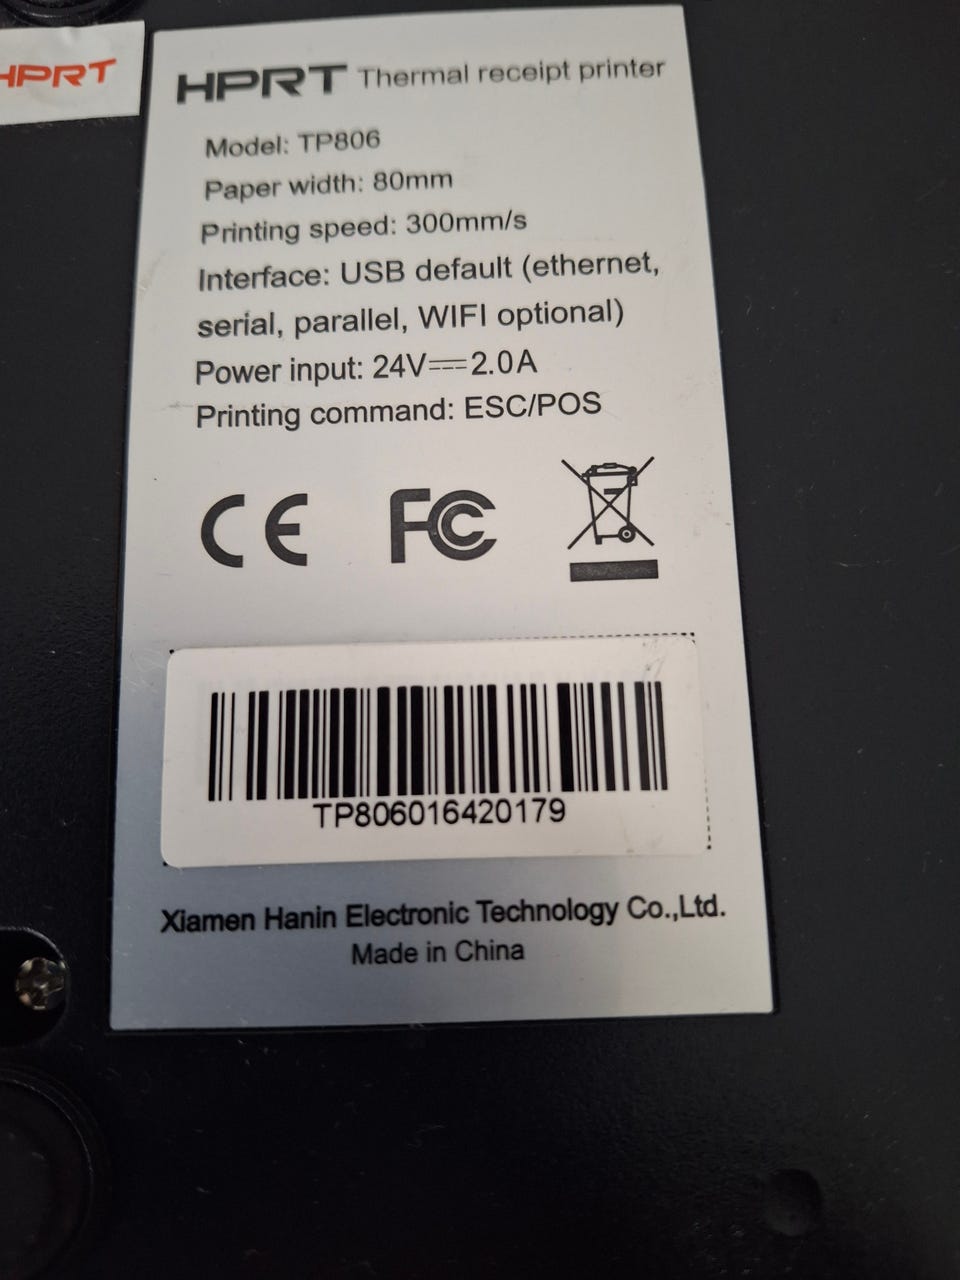 HPRT
HPRT Thermal receipt printer
Model: TP806
Paper width: 80mm
Printing speed: 300mm/s
Interface: USB default (ethernet,
serial, parallel, WIFI optional)
Power input: 24V⎓2.0A
Printing command: ESC/POS
CE FC
TP806016420179
Xiamen Hanin Electronic Technology Co.,Ltd.
Made in China